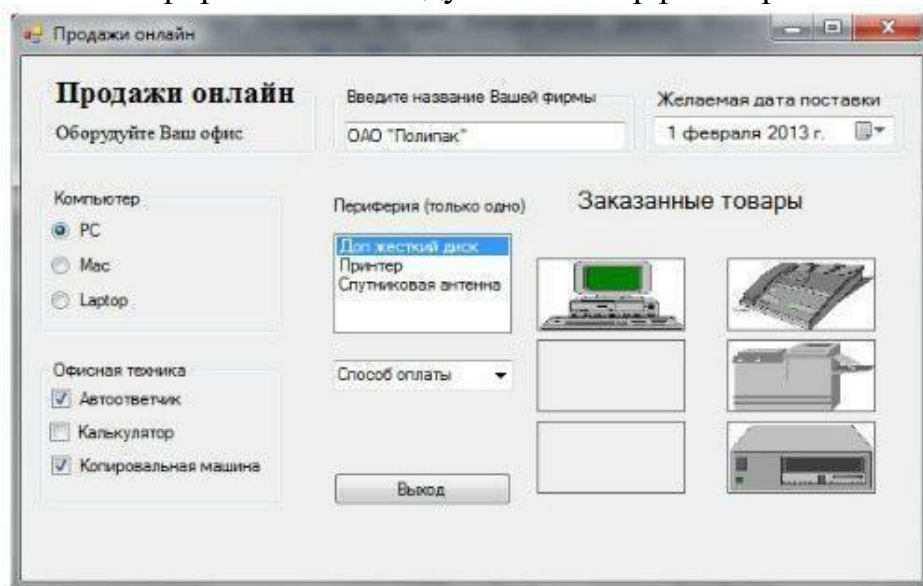 Продажи онлайн
Продажи онлайн
Оборудуйте Ваш офис
Введите название Вашей фирмы
ОАО "Полипак"
Желаемая дата поставки
1 февраля 2013 г.
Компьютер
PC
Mac
Laptop
Периферия (только одно)
Доп жесткий диск
Принтер
Спутниковая антенна
Заказанные товары
Офисная техника
Автоответчик
Калькулятор
Копировальная машина
Способ оплаты
Выход